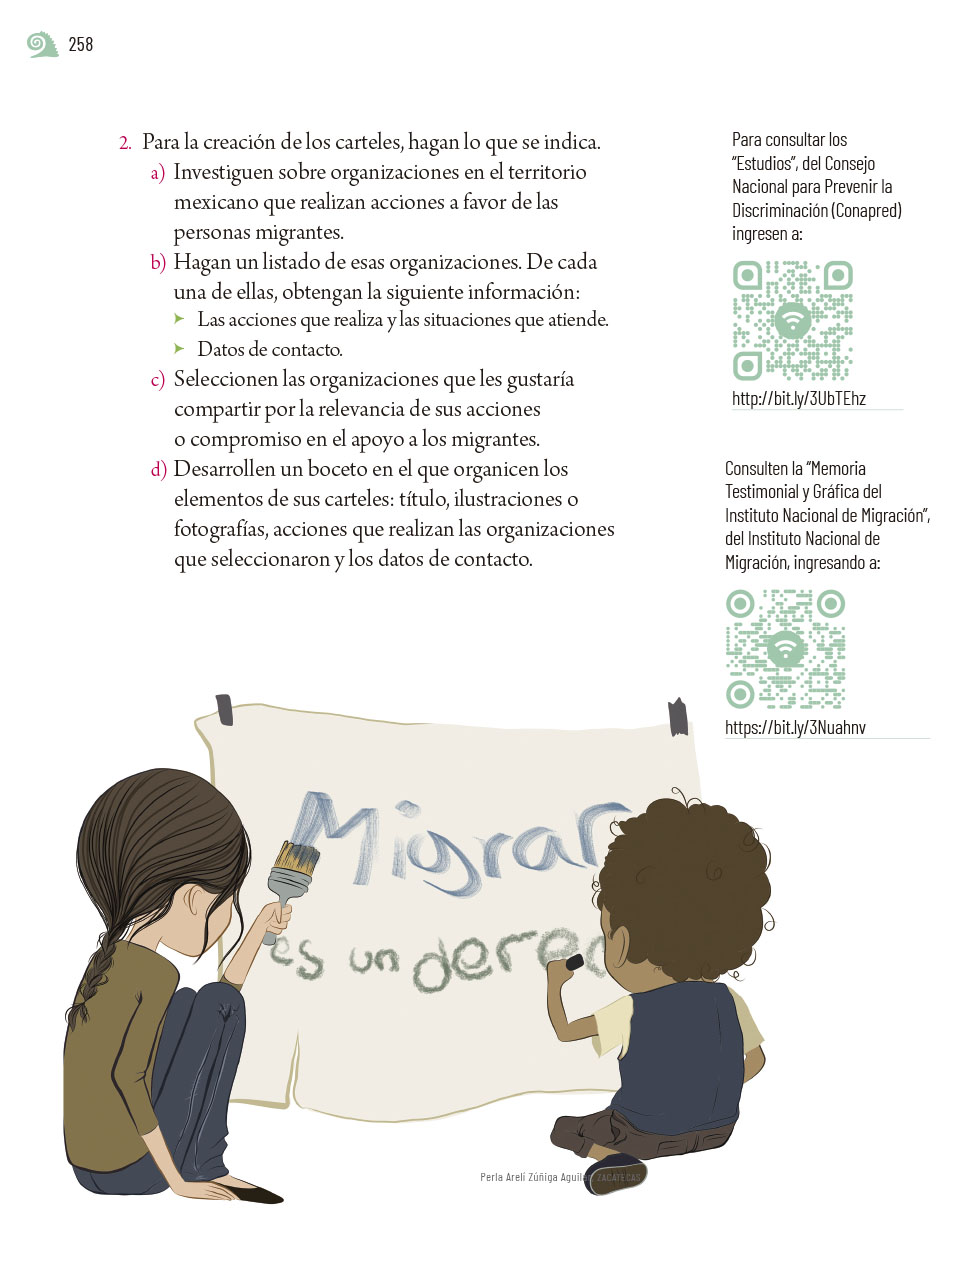 258
2. Para la creación de los carteles, hagan lo que se indica.
a) Investiguen sobre organizaciones en el territorio
mexicano que realizan acciones a favor de las
personas migrantes.
b) Hagan un listado de esas organizaciones. De cada
una de ellas, obtengan la siguiente información:
Las acciones que realiza y las situaciones que atiende.
Datos de contacto.
c) Seleccionen las organizaciones que les gustaría
compartir por la relevancia de sus acciones
o compromiso en el apoyo a los migrantes.
d) Desarrollen un boceto en el que organicen los
elementos de sus carteles: título, ilustraciones o
fotografías, acciones que realizan las organizaciones
que seleccionaron y los datos de contacto.
Para consultar los
“Estudios”, del Consejo
Nacional para Prevenir la
Discriminación (Conapred)
ingresen a:
http://bit.ly/3UbTEhz
Consulten la “Memoria
Testimonial y Gráfica del
Instituto Nacional de Migración”,
del Instituto Nacional de
Migración, ingresando a:
https://bit.ly/3Nuahnv
Migrar
es un derec
Perla Arelí Zúñiga Aguilar, ZACATECAS